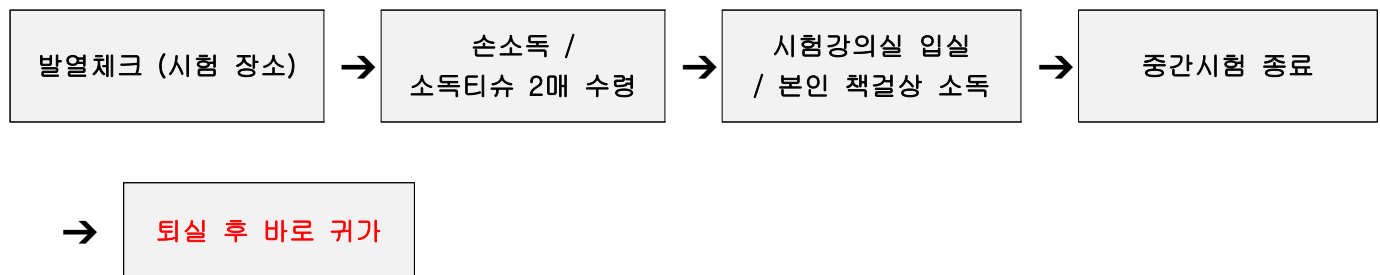 발열체크 (시험 장소)
➔
손소독 /
소독티슈 2매 수령
➔
시험강의실 입실
/ 본인 책걸상 소독
➔
중간시험 종료
➔
퇴실 후 바로 귀가